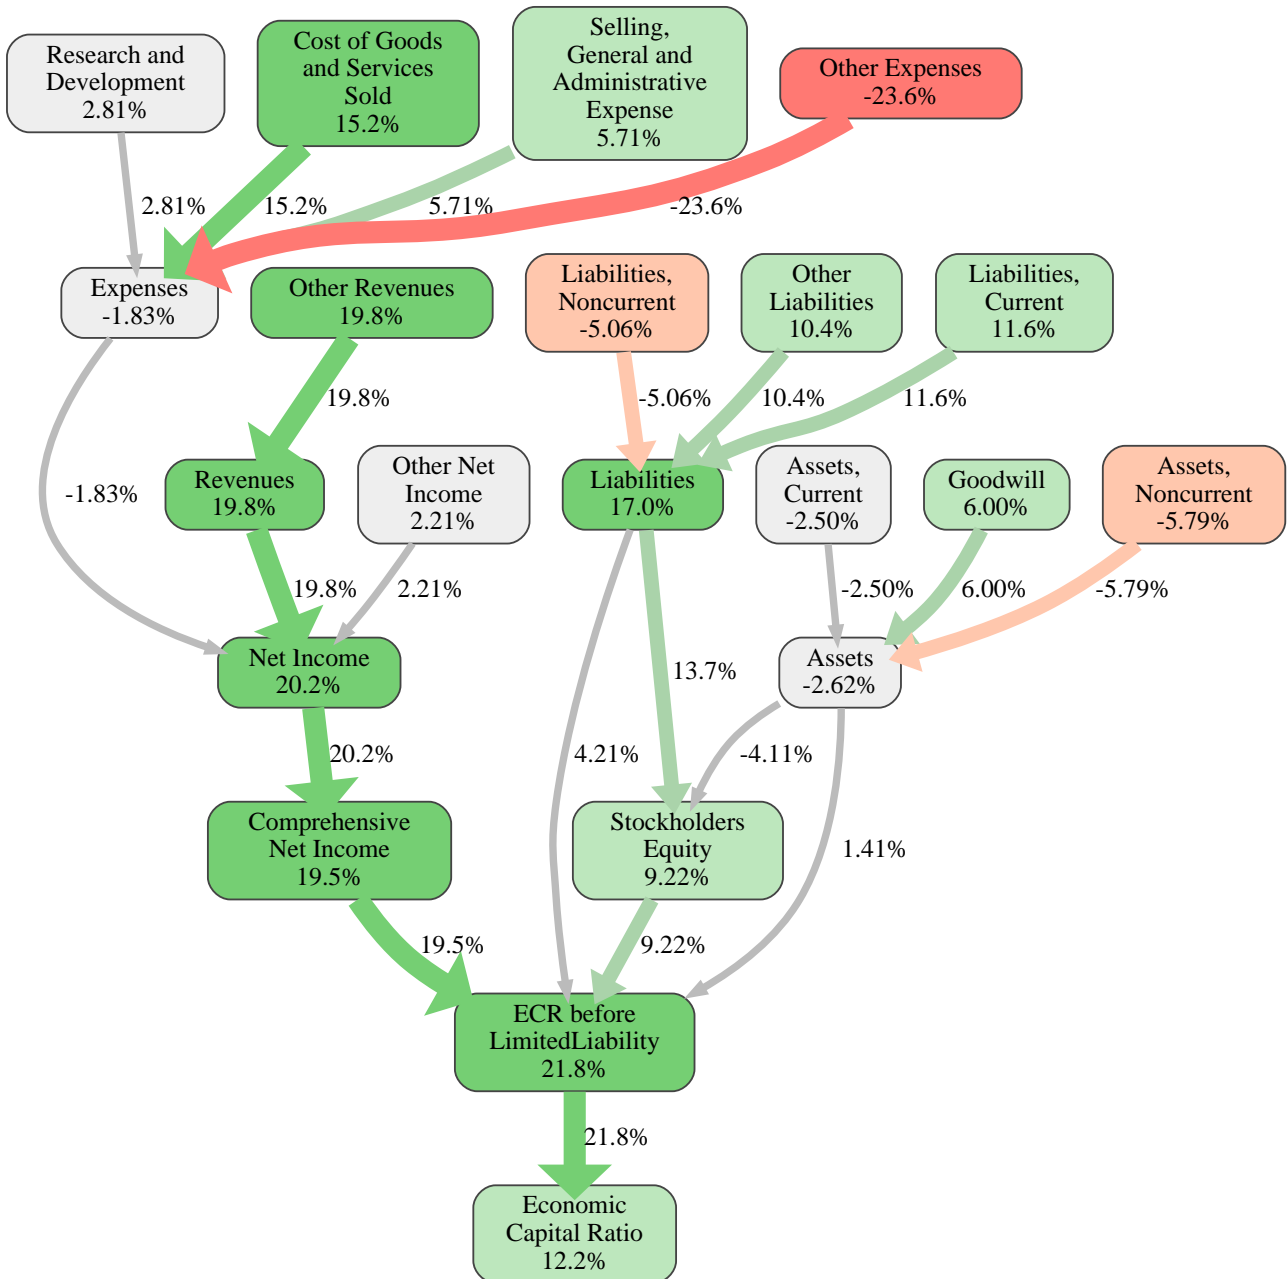 Research and
Development
2.81%
Cost of Goods
and Services
Sold
15.2%
Selling,
General and
Administrative
Expense
5.71%
Other Expenses
-23.6%
2.81%
15.2%
5.71%
-23.6%
Expenses
-1.83%
Other Revenues
19.8%
Liabilities,
Noncurrent
-5.06%
Other
Liabilities
10.4%
Liabilities,
Current
11.6%
19.8%
-5.06%
10.4%
11.6%
-1.83%
Revenues
19.8%
Other Net
Income
2.21%
Liabilities
17.0%
Assets,
Current
-2.50%
Goodwill
6.00%
Assets,
Noncurrent
-5.79%
19.8%
2.21%
-2.50%
6.00%
-5.79%
Net Income
20.2%
13.7%
Assets
-2.62%
20.2%
4.21%
-4.11%
Comprehensive
Net Income
19.5%
Stockholders
Equity
9.22%
1.41%
19.5%
9.22%
ECR before
LimitedLiability
21.8%
21.8%
Economic
Capital Ratio
12.2%